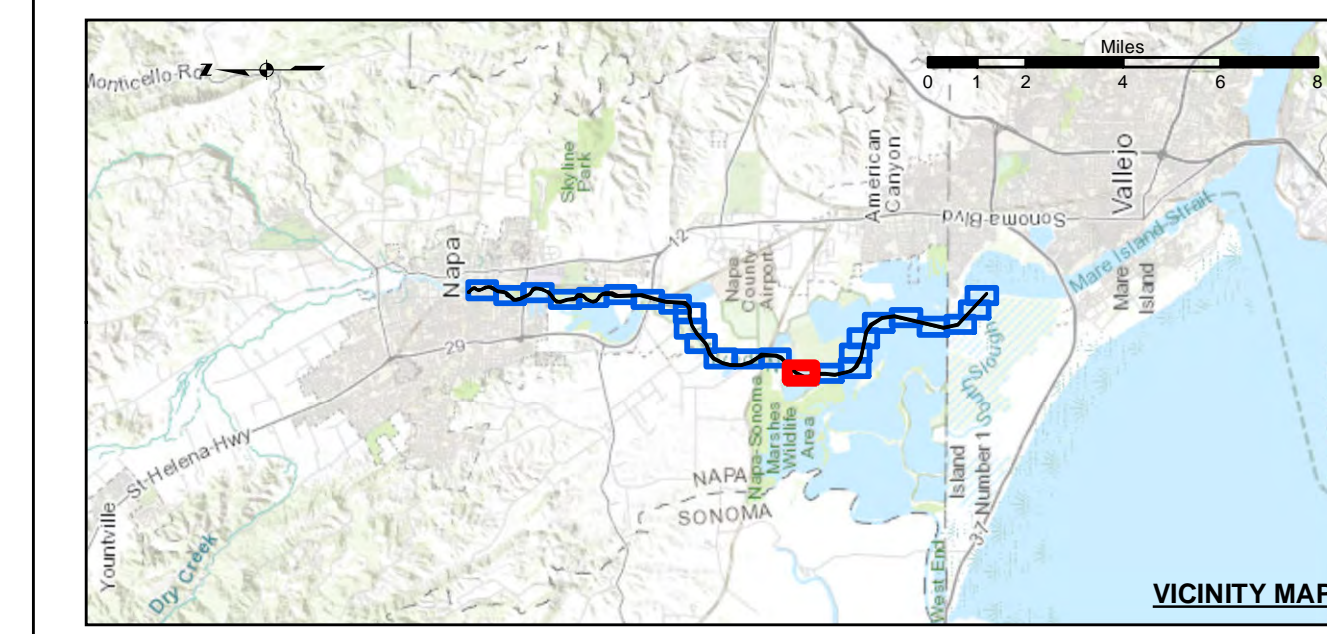 Miles
0 1 2 4 6 8
Monticello-Rd
Z
Skyline
Park
American
Canyon
Vallejo
Sonoma-Blvd
Mare Island-Strait
Mare
Island
Napa
12
Napa
County
Airport
29
South Slough
Napa-Sonoma
Marshes
Wildlife
Area
St-Helena-Hwy
NAPA
SONOMA
Island
Number 1
37
Yountville
Dry Creek
West End
VICINITY MAP